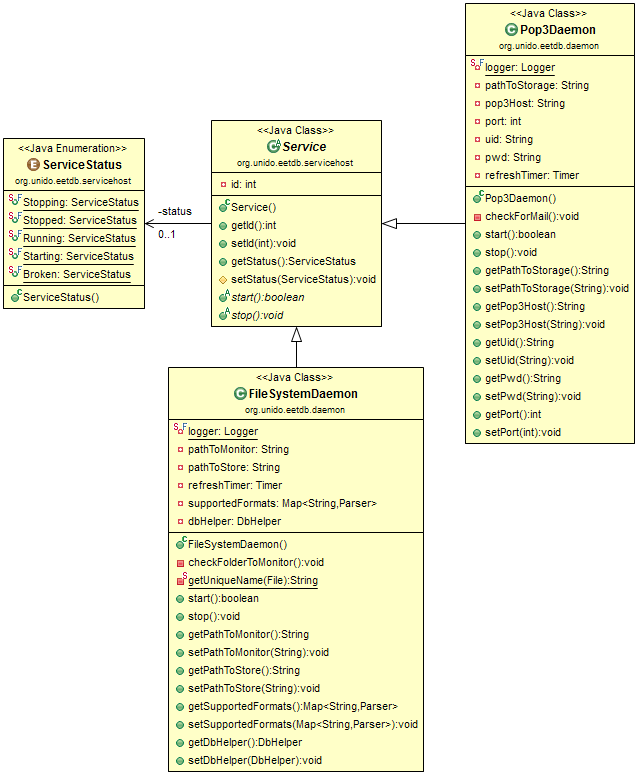 <<Java Class>>
Pop3Daemon
org.unido.eetdb.daemon
logger: Logger
pathToStorage: String
pop3Host: String
port: int
uid: String
pwd: String
refreshTimer: Timer
Pop3Daemon()
checkForMail():void
start():boolean
stop():void
getPathToStorage():String
setPathToStorage(String):void
getPop3Host():String
setPop3Host(String):void
getUid():String
setUid(String):void
getPwd():String
setPwd(String):void
getPort():int
setPort(int):void
<<Java Class>>
Service
org.unido.eetdb.servicehost
id: int
Service()
getId():int
setId(int):void
getStatus():ServiceStatus
setStatus(ServiceStatus):void
start():boolean
stop():void
-status
0..1
<<Java Enumeration>>
ServiceStatus
org.unido.eetdb.servicehost
Stopping: ServiceStatus
Stopped: ServiceStatus
Running: ServiceStatus
Starting: ServiceStatus
Broken: ServiceStatus
ServiceStatus()
<<Java Class>>
FileSystemDaemon
org.unido.eetdb.daemon
logger: Logger
pathToMonitor: String
pathToStore: String
refreshTimer: Timer
supportedFormats: Map<String,Parser>
dbHelper: DbHelper
FileSystemDaemon()
checkFolderToMonitor():void
getUniqueName(File):String
start():boolean
stop():void
getPathToMonitor():String
setPathToMonitor(String):void
getPathToStore():String
setPathToStore(String):void
getSupportedFormats():Map<String,Parser>
setSupportedFormats(Map<String,Parser>):void
getDbHelper():DbHelper
setDbHelper(DbHelper):void